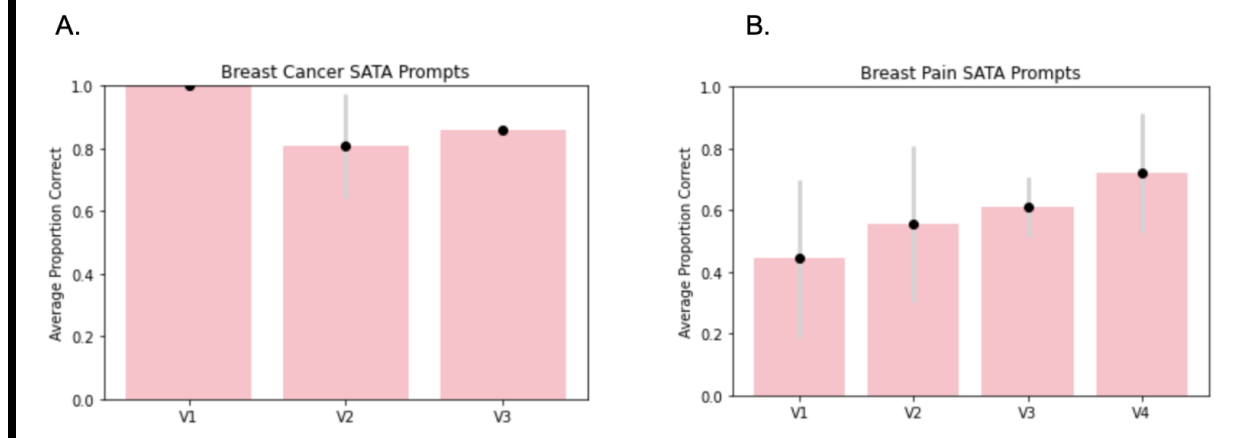 A.
Breast Cancer SATA Prompts
Average Proportion Correct
1.0
0.8
0.6
0.4
0.2
0.0
V1 V2 V3
B.
Breast Pain SATA Prompts
Average Proportion Correct
1.0
0.8
0.6
0.4
0.2
0.0
V1 V2 V3 V4